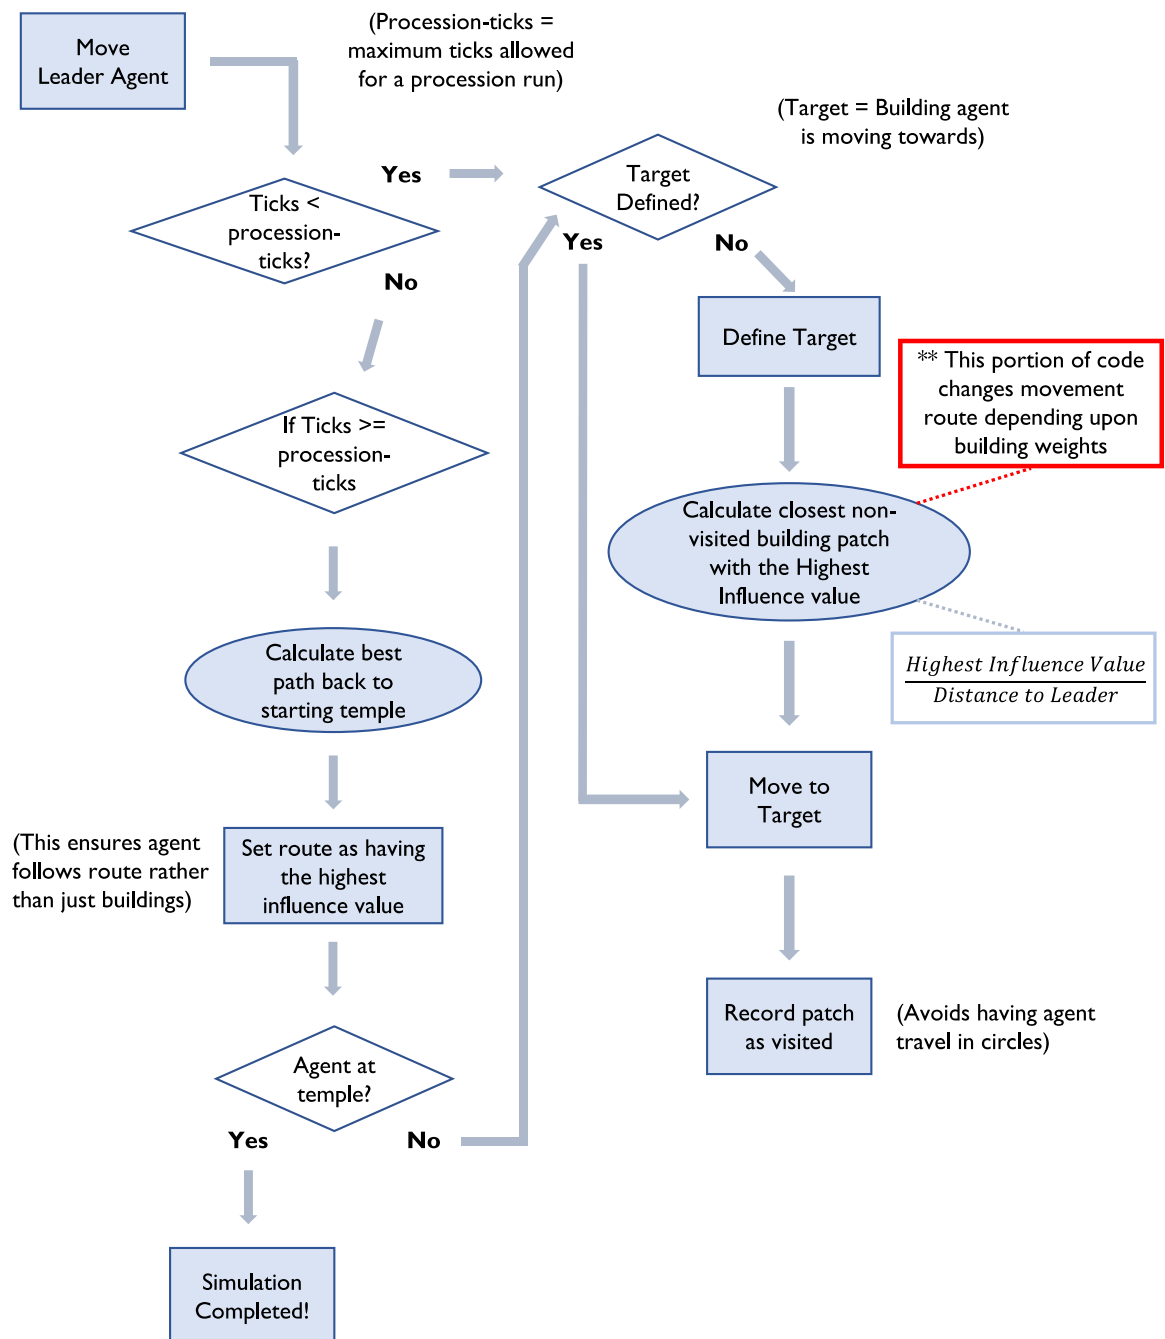 Move
Leader Agent
(Procession-ticks =
maximum ticks allowed
for a procession run)
(Target = Building agent
is moving towards)
Yes
Target
Defined?
Ticks <
procession-
ticks?
Yes
No
No
Define Target
** This portion of code
changes movement
route depending upon
building weights
If Ticks >=
procession-
ticks
Calculate closest non-
visited building patch
with the Highest
Influence value
Calculate best
path back to
starting temple
Highest Influence Value
Distance to Leader
Move to
Target
(This ensures agent
follows route rather
than just buildings)
Set route as having
the highest
influence value
Record patch
as visited
(Avoids having agent
travel in circles)
Agent at
temple?
Yes
No
Simulation
Completed!